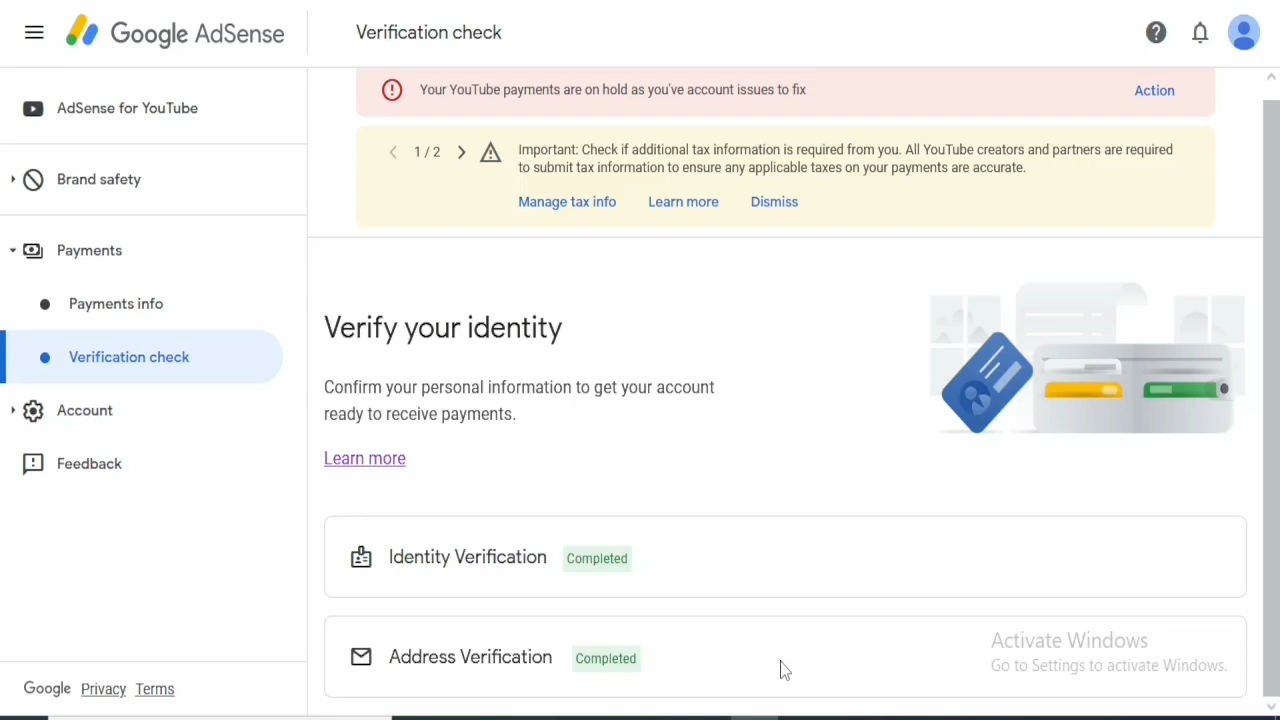 Google AdSense
Verification check
Your YouTube payments are on hold as you've account issues to fix
Action
AdSense for YouTube
1 / 2
Important: Check if additional tax information is required from you. All YouTube creators and partners are required
to submit tax information to ensure any applicable taxes on your payments are accurate.
Manage tax info Learn more Dismiss
Brand safety
Payments
Payments info
Verification check
Account
Feedback
Verify your identity
Confirm your personal information to get your account
ready to receive payments.
Learn more
Identity Verification Completed
Address Verification Completed
Activate Windows
Go to Settings to activate Windows.
Google Privacy Terms